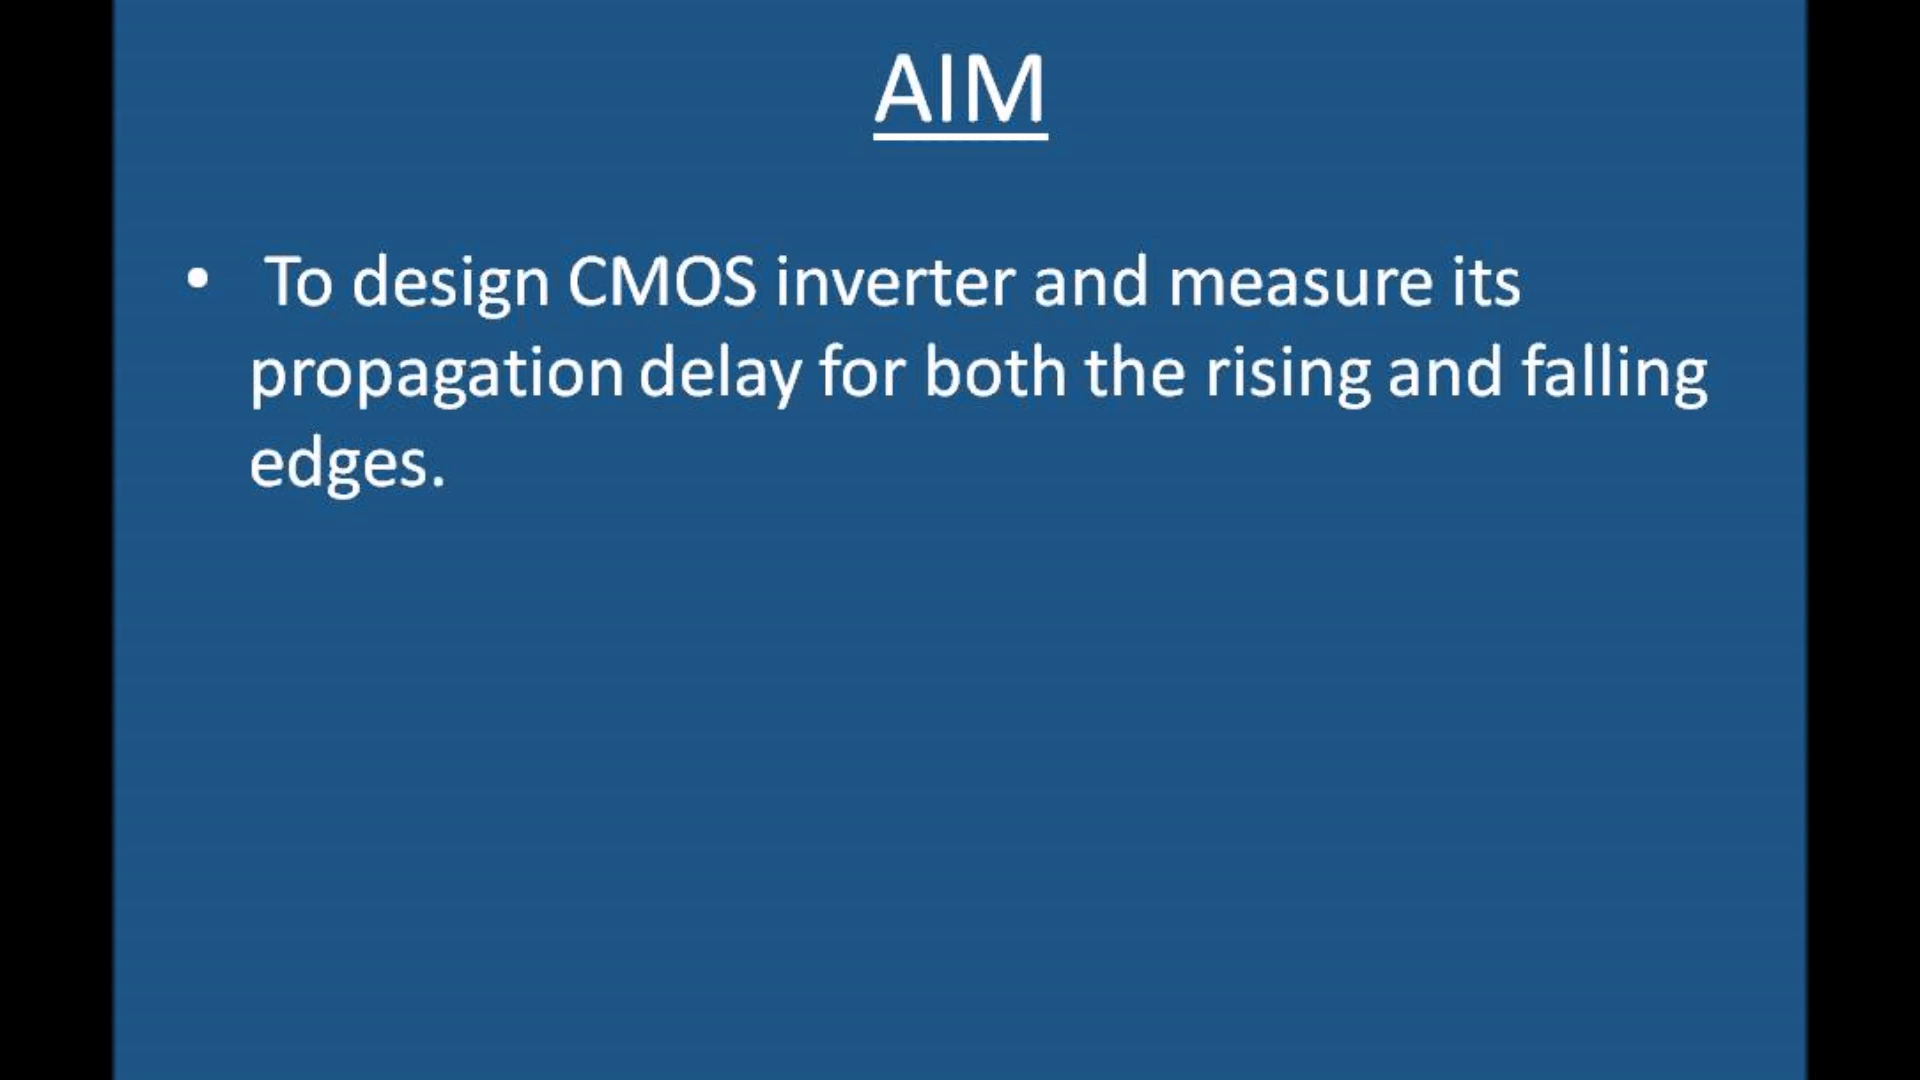 AIM
• To design CMOS inverter and measure its
propagation delay for both the rising and falling
edges.